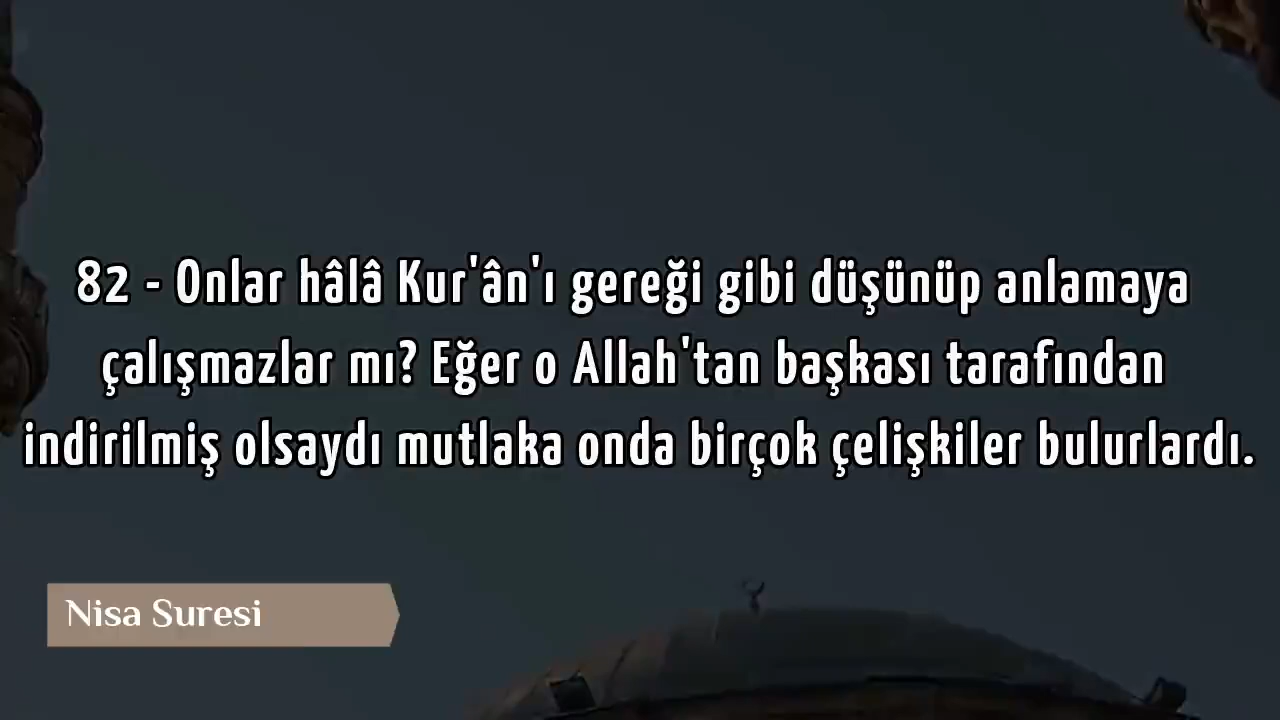 82 - Onlar hâlâ Kur'ân'ı gereği gibi düşünüp anlamaya
çalışmazlar mı? Eğer o Allah'tan başkası tarafından
indirilmiş olsaydı mutlaka onda birçok çelişkiler bulurlardı.
Nisa Suresi